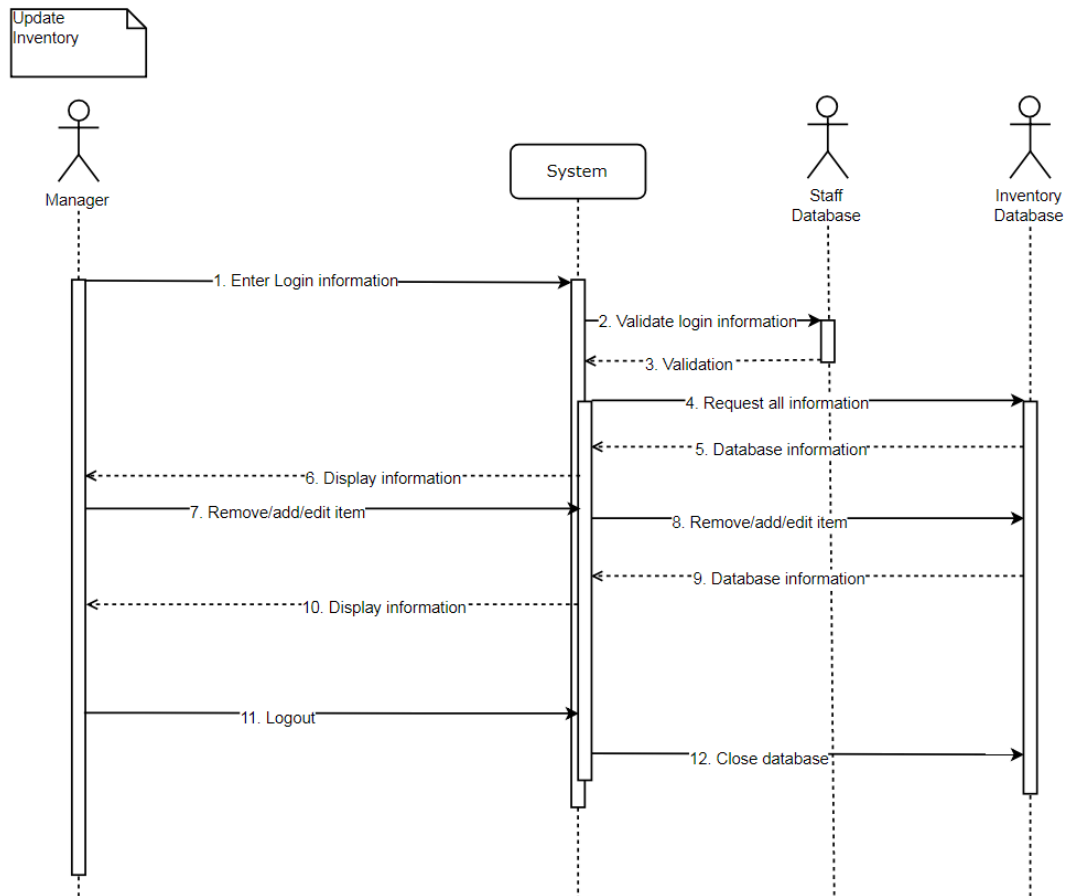 Update
Inventory
Manager
System
Staff
Database
Inventory
Database
1. Enter Login information
2. Validate login information
3. Validation
4. Request all information
5. Database information
6. Display information
7. Remove/add/edit item
8. Remove/add/edit item
9. Database information
10. Display information
11. Logout
12. Close database